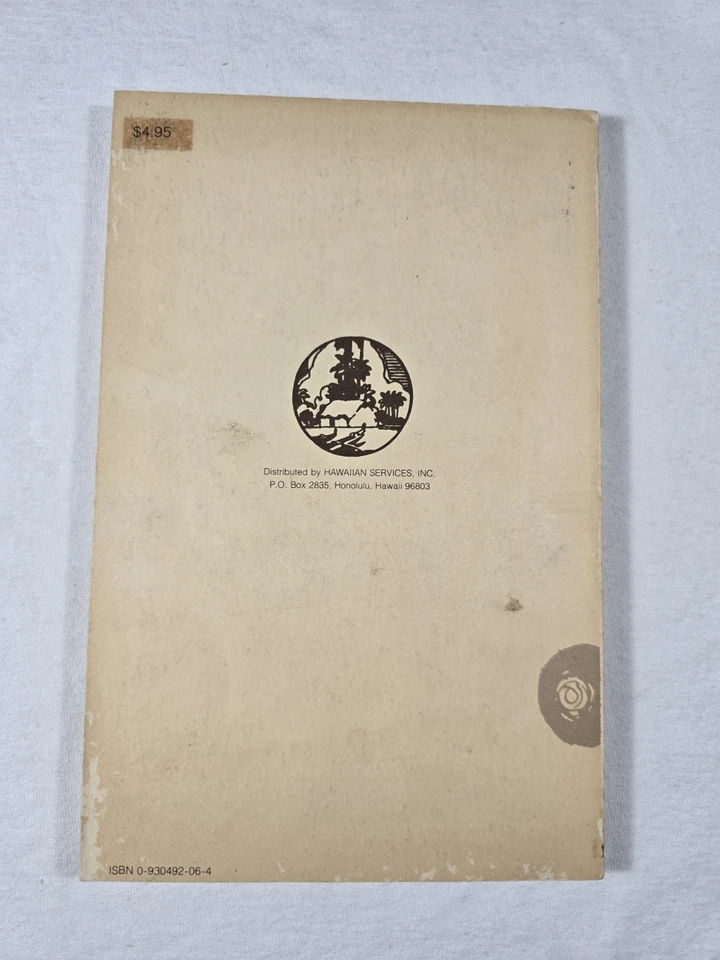 $4.95
Distributed by HAWAIIAN SERVICES, INC.
P.O. Box 2835, Honolulu, Hawaii 96803
ISBN 0-930492-06-4